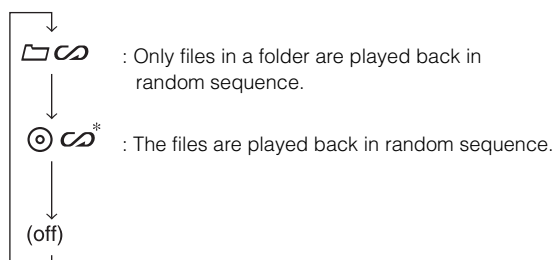 : Only files in a folder are played back in
random sequence.
* : The files are played back in random sequence.
(off)